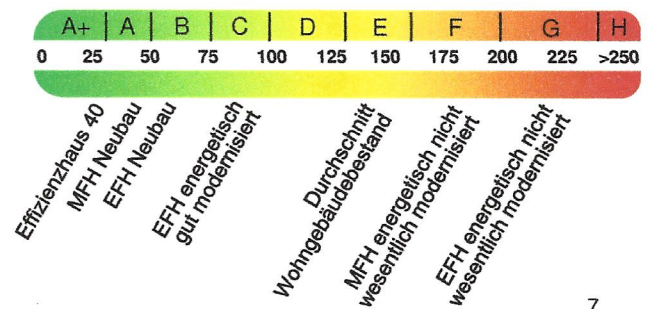 A+ A B C D E F G H
0 25 50 75 100 125 150 175 200 225 >250
Effizienzhaus 40
MFH Neubau
EFH Neubau
EFH energetisch
gut modernisiert
Durchschnitt
Wohngebäudebestand
MFH energetisch nicht
wesentlich modernisiert
EFH energetisch nicht
wesentlich modernisiert
7